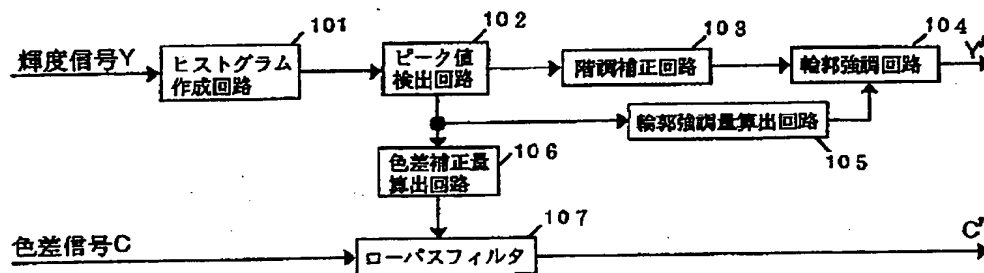 101
102
103
104
輝度信号Y
ヒストグラム
作成回路
ピーク値
検出回路
階調補正回路
輪郭強調回路
Y'
輪郭強調量算出回路
105
106
色差補正量
算出回路
107
色差信号C
ローパスフィルタ
C'